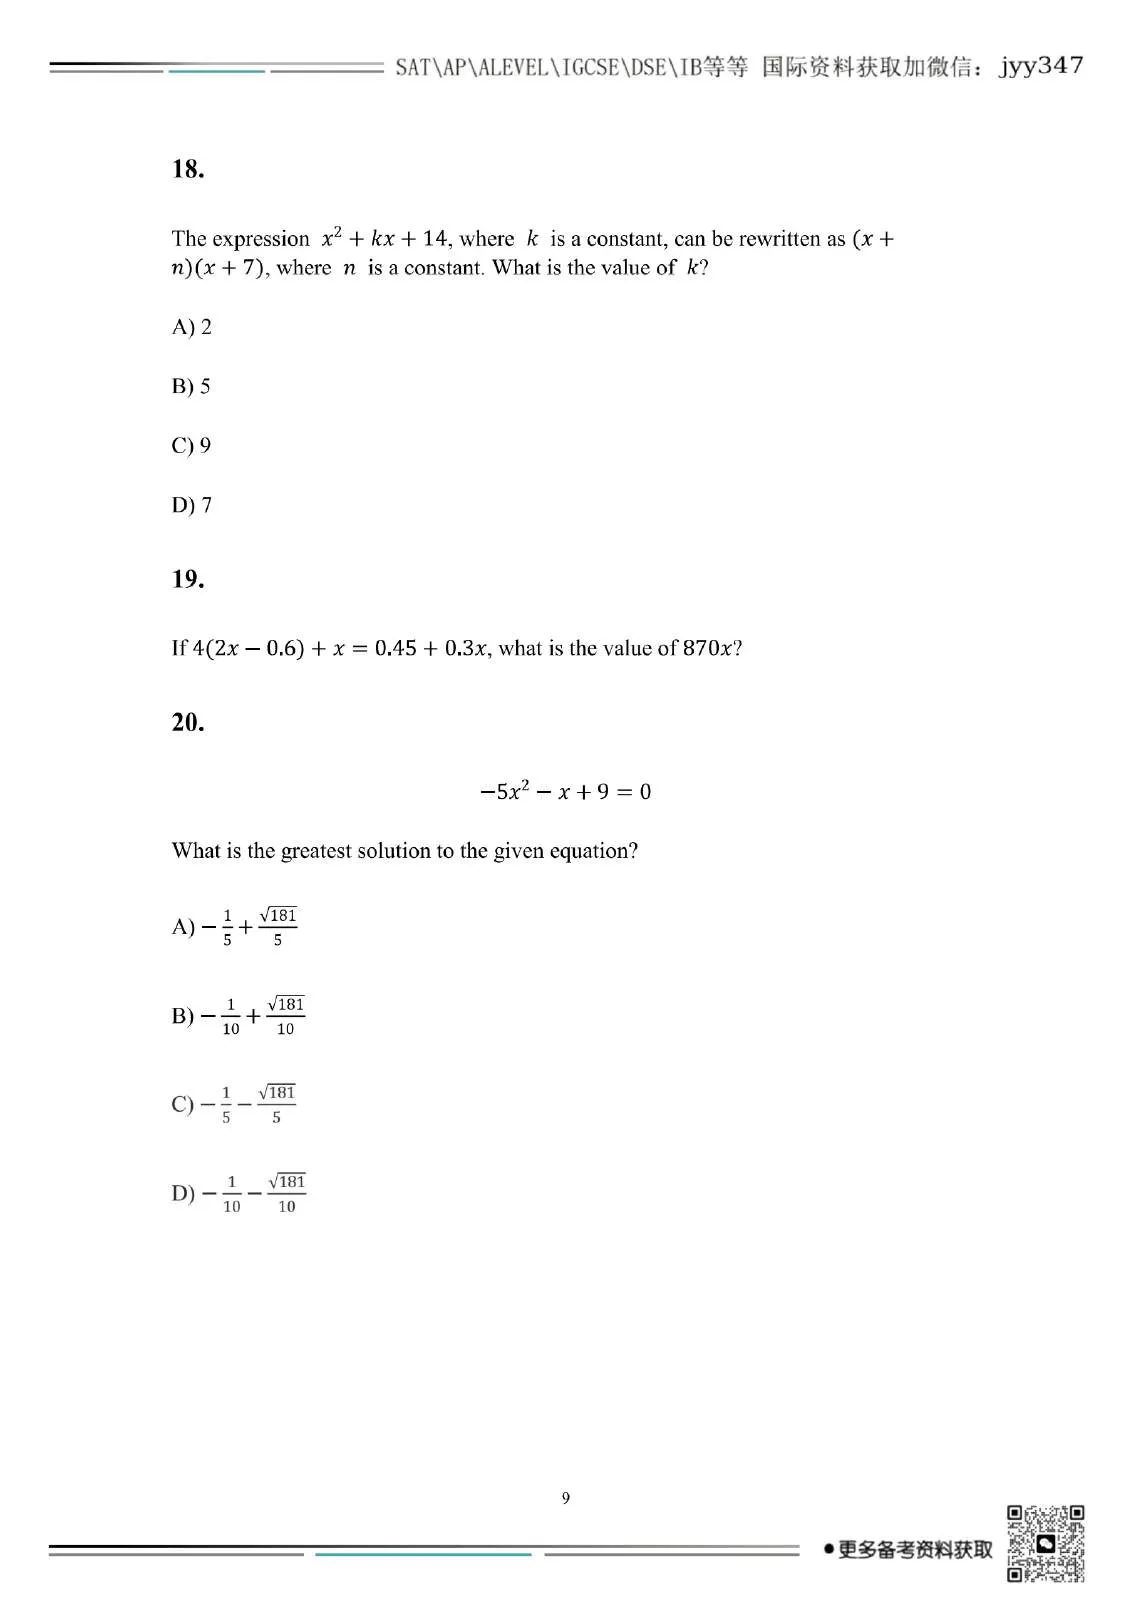 SAT\AP\ALEVEL\IGCSE\DSE\IB等等 国际资料获取加微信： jyy347
18.
The expression x² + kx + 14, where k is a constant, can be rewritten as (x +
n)(x + 7), where n is a constant. What is the value of k?
A) 2
B) 5
C) 9
D) 7
19.
If 4(2x − 0.6) + x = 0.45 + 0.3x, what is the value of 870x?
20.
−5x² − x + 9 = 0
What is the greatest solution to the given equation?
A) −1/5 + √181/5
B) −1/10 + √181/10
C) −1/5 − √181/5
D) −1/10 − √181/10
9
●更多备考资料获取